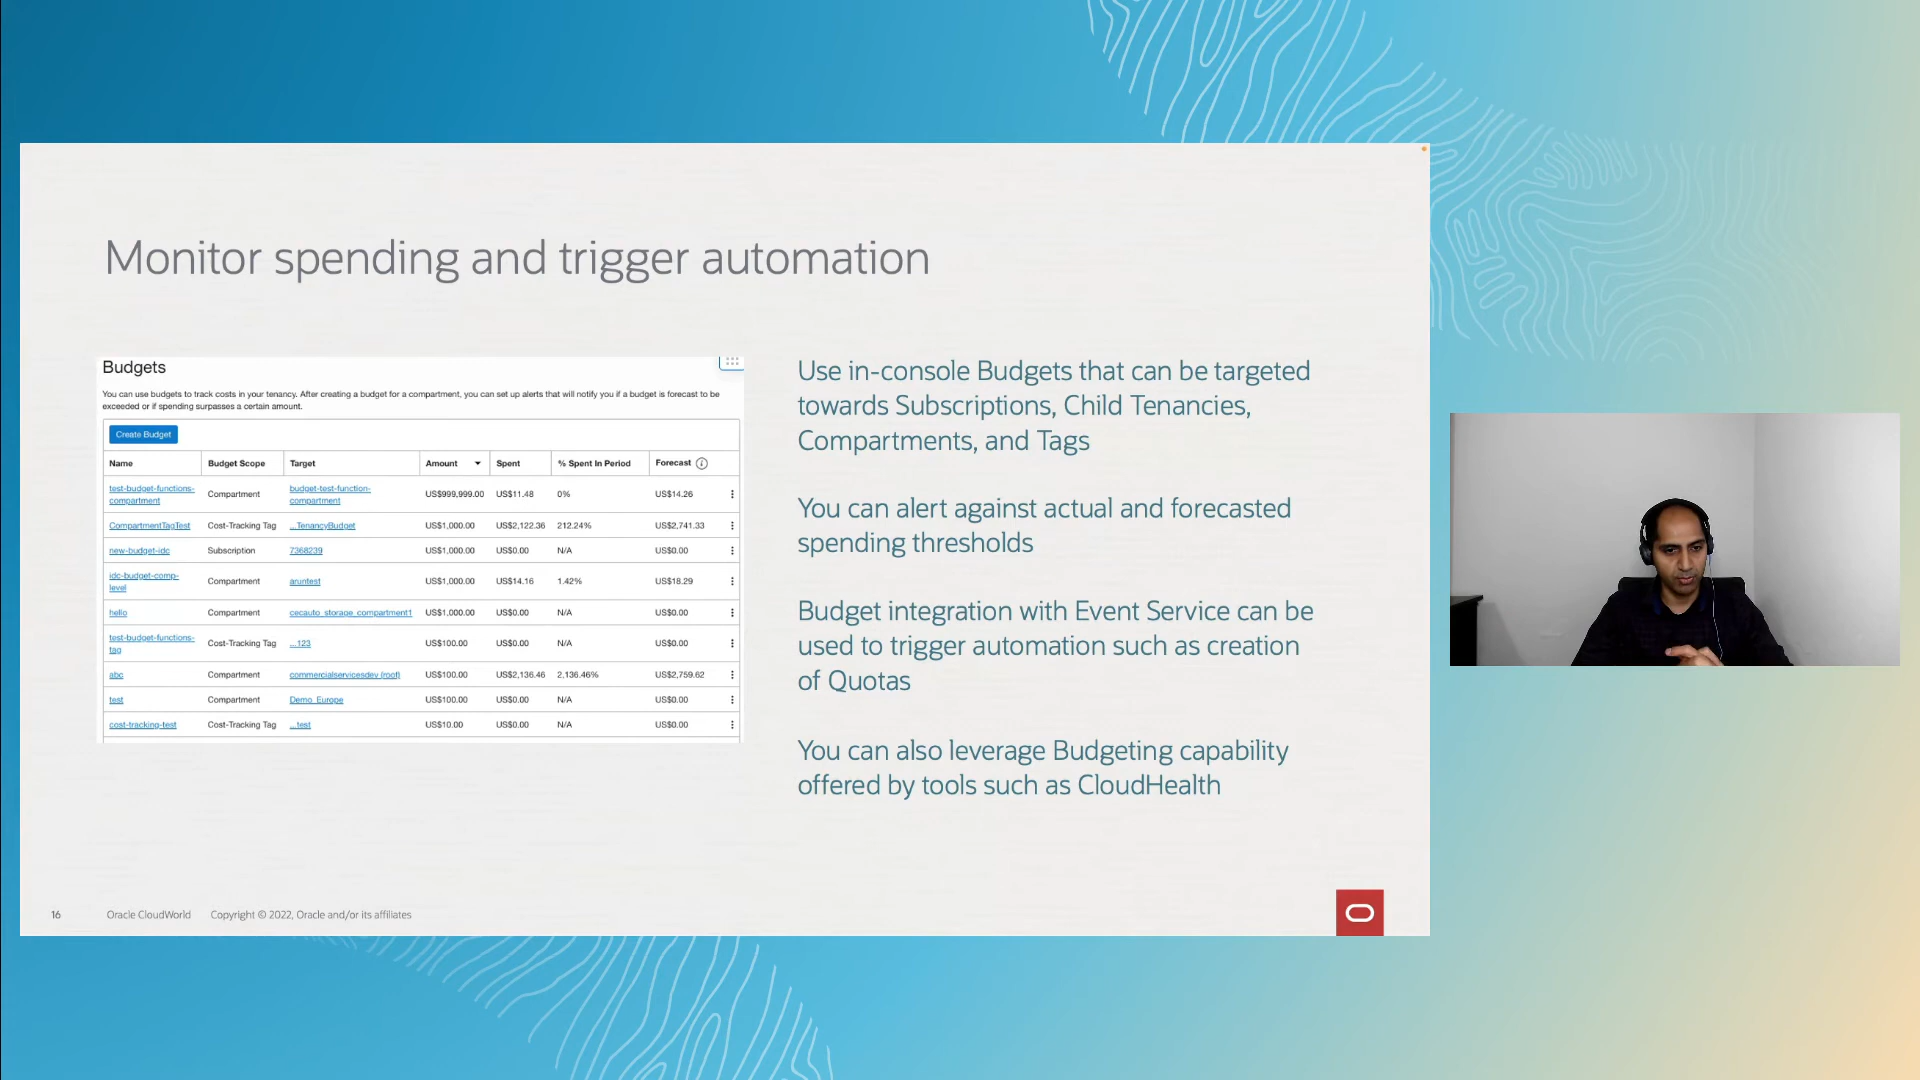 Monitor spending and trigger automation
Budgets
You can use budgets to track costs in your tenancy. After creating a budget for a compartment, you can set up alerts that will notify you if a budget is forecast to be
exceeded or if spending surpasses a certain amount.
Create Budget
Name Budget Scope Target Amount Spent % Spent In Period Forecast
test-budget-functions-
compartment Compartment budget-test-function-
compartment US$999,999.00 US$11.48 0% US$14.26
CompartmentTagTest Cost-Tracking Tag ...TenancyBudget US$1,000.00 US$2,122.36 212.24% US$2,741.33
new-budget-idc Subscription 7368239 US$1,000.00 US$0.00 N/A US$0.00
idc-budget-comp-
level Compartment aruntest US$1,000.00 US$14.16 1.42% US$18.29
hello Compartment cecauto_storage_compartment1 US$1,000.00 US$0.00 N/A US$0.00
test-budget-functions-
tag Cost-Tracking Tag ...123 US$100.00 US$0.00 N/A US$0.00
abc Compartment commercialservicesdev (root) US$100.00 US$2,136.46 2,136.46% US$2,759.62
test Compartment Demo_Europe US$100.00 US$0.00 N/A US$0.00
cost-tracking-test Cost-Tracking Tag ...test US$10.00 US$0.00 N/A US$0.00
Use in-console Budgets that can be targeted
towards Subscriptions, Child Tenancies,
Compartments, and Tags
You can alert against actual and forecasted
spending thresholds
Budget integration with Event Service can be
used to trigger automation such as creation
of Quotas
You can also leverage Budgeting capability
offered by tools such as CloudHealth
16 Oracle CloudWorld Copyright © 2022, Oracle and/or its affiliates